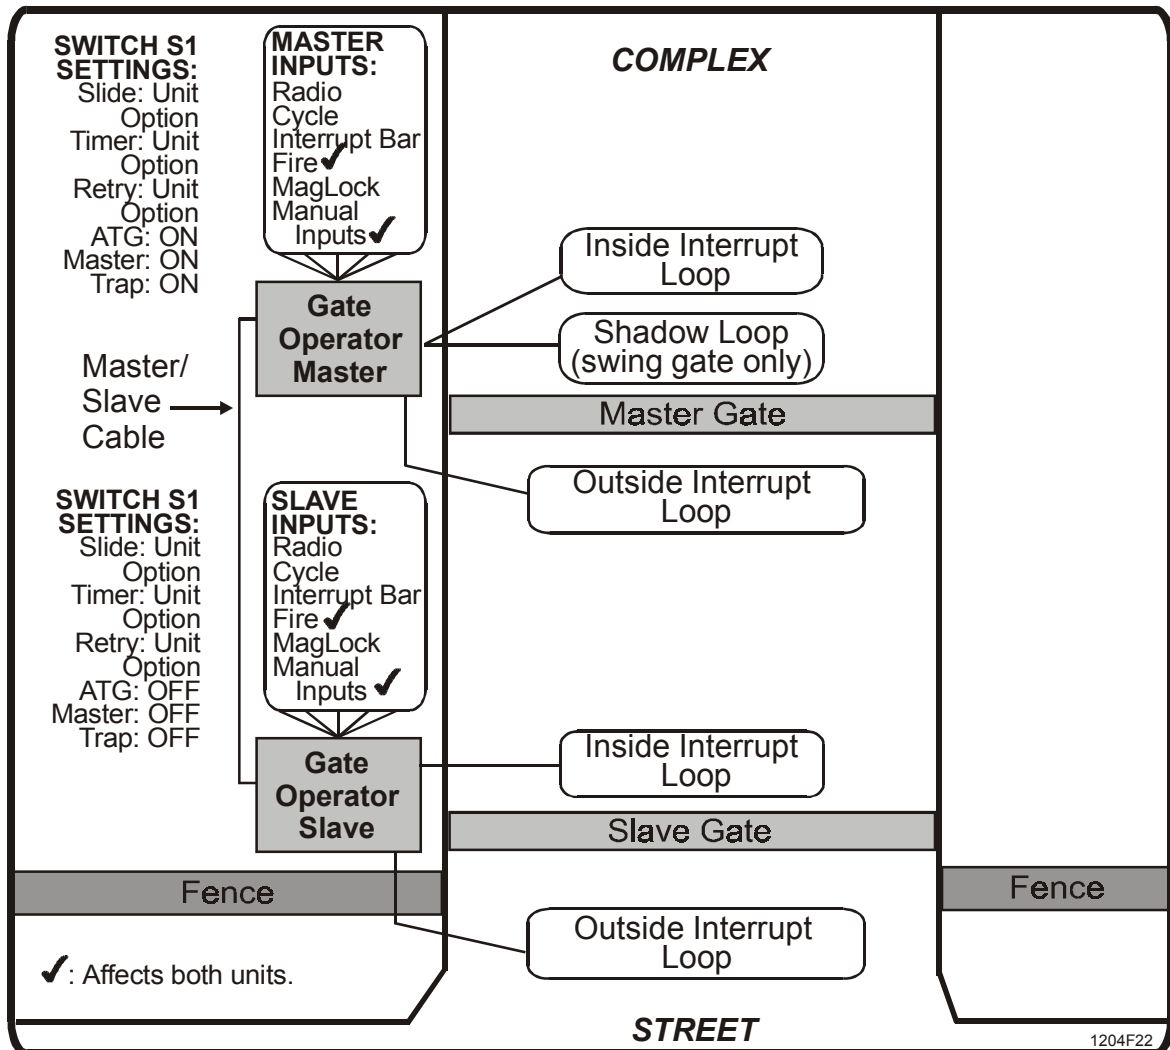 SWITCH S1
SETTINGS:
Slide: Unit
Option
Timer: Unit
Option
Retry: Unit
Option
ATG: ON
Master: ON
Trap: ON
MASTER
INPUTS:
Radio
Cycle
Interrupt Bar
Fire✔
MagLock
Manual
Inputs✔
COMPLEX
Inside Interrupt
Loop
Gate
Operator
Master
Shadow Loop
(swing gate only)
Master/
Slave
Cable
Master Gate
Outside Interrupt
Loop
SWITCH S1
SETTINGS:
Slide: Unit
Option
Timer: Unit
Option
Retry: Unit
Option
ATG: OFF
Master: OFF
Trap: OFF
SLAVE
INPUTS:
Radio
Cycle
Interrupt Bar
Fire✔
MagLock
Manual
Inputs✔
Inside Interrupt
Loop
Gate
Operator
Slave
Slave Gate
Fence
Fence
Outside Interrupt
Loop
✔: Affects both units.
STREET
1204F22